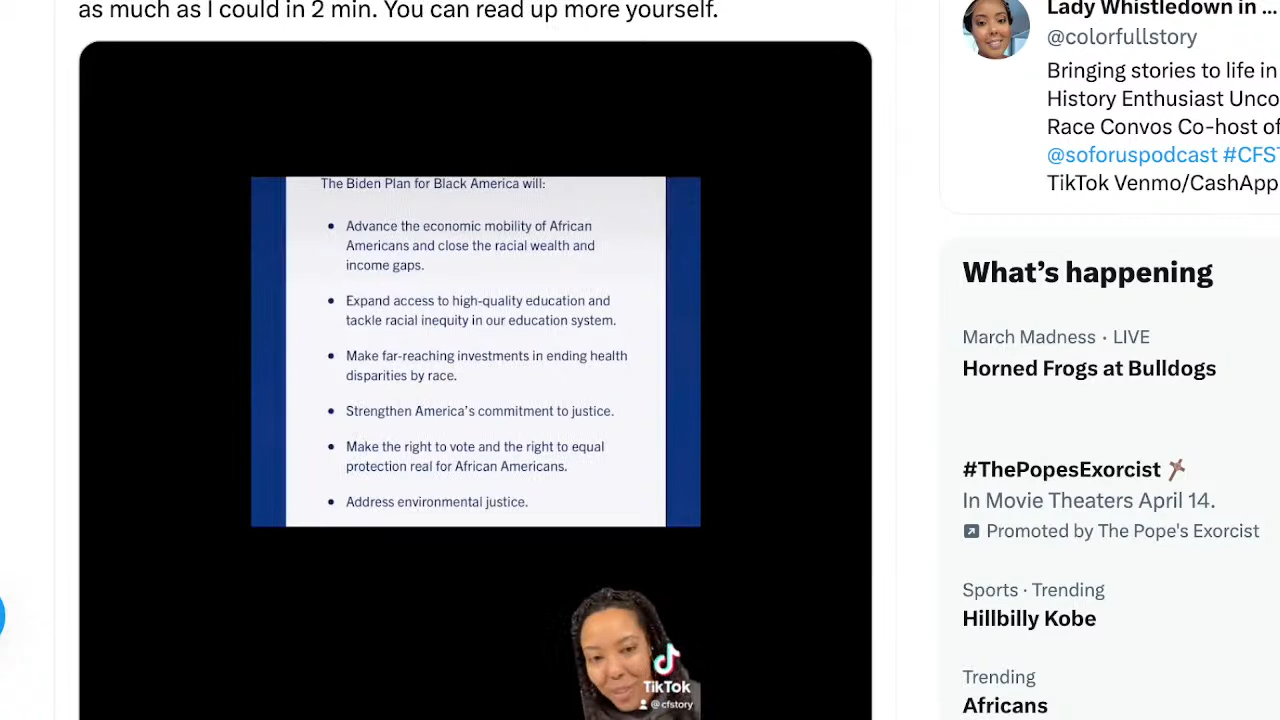 as much as I could in 2 min. You can read up more yourself.
The Biden Plan for Black America will:
• Advance the economic mobility of African
Americans and close the racial wealth and
income gaps.
• Expand access to high-quality education and
tackle racial inequity in our education system.
• Make far-reaching investments in ending health
disparities by race.
• Strengthen America's commitment to justice.
• Make the right to vote and the right to equal
protection real for African Americans.
• Address environmental justice.
TikTok
@cfstory
Lady Whistledown in ...
@colorfullstory
Bringing stories to life in
History Enthusiast Unco
Race Convos Co-host of
@soforuspodcast #CFST
TikTok Venmo/CashApp
What's happening
March Madness · LIVE
Horned Frogs at Bulldogs
#ThePopesExorcist
In Movie Theaters April 14.
Promoted by The Pope's Exorcist
Sports · Trending
Hillbilly Kobe
Trending
Africans